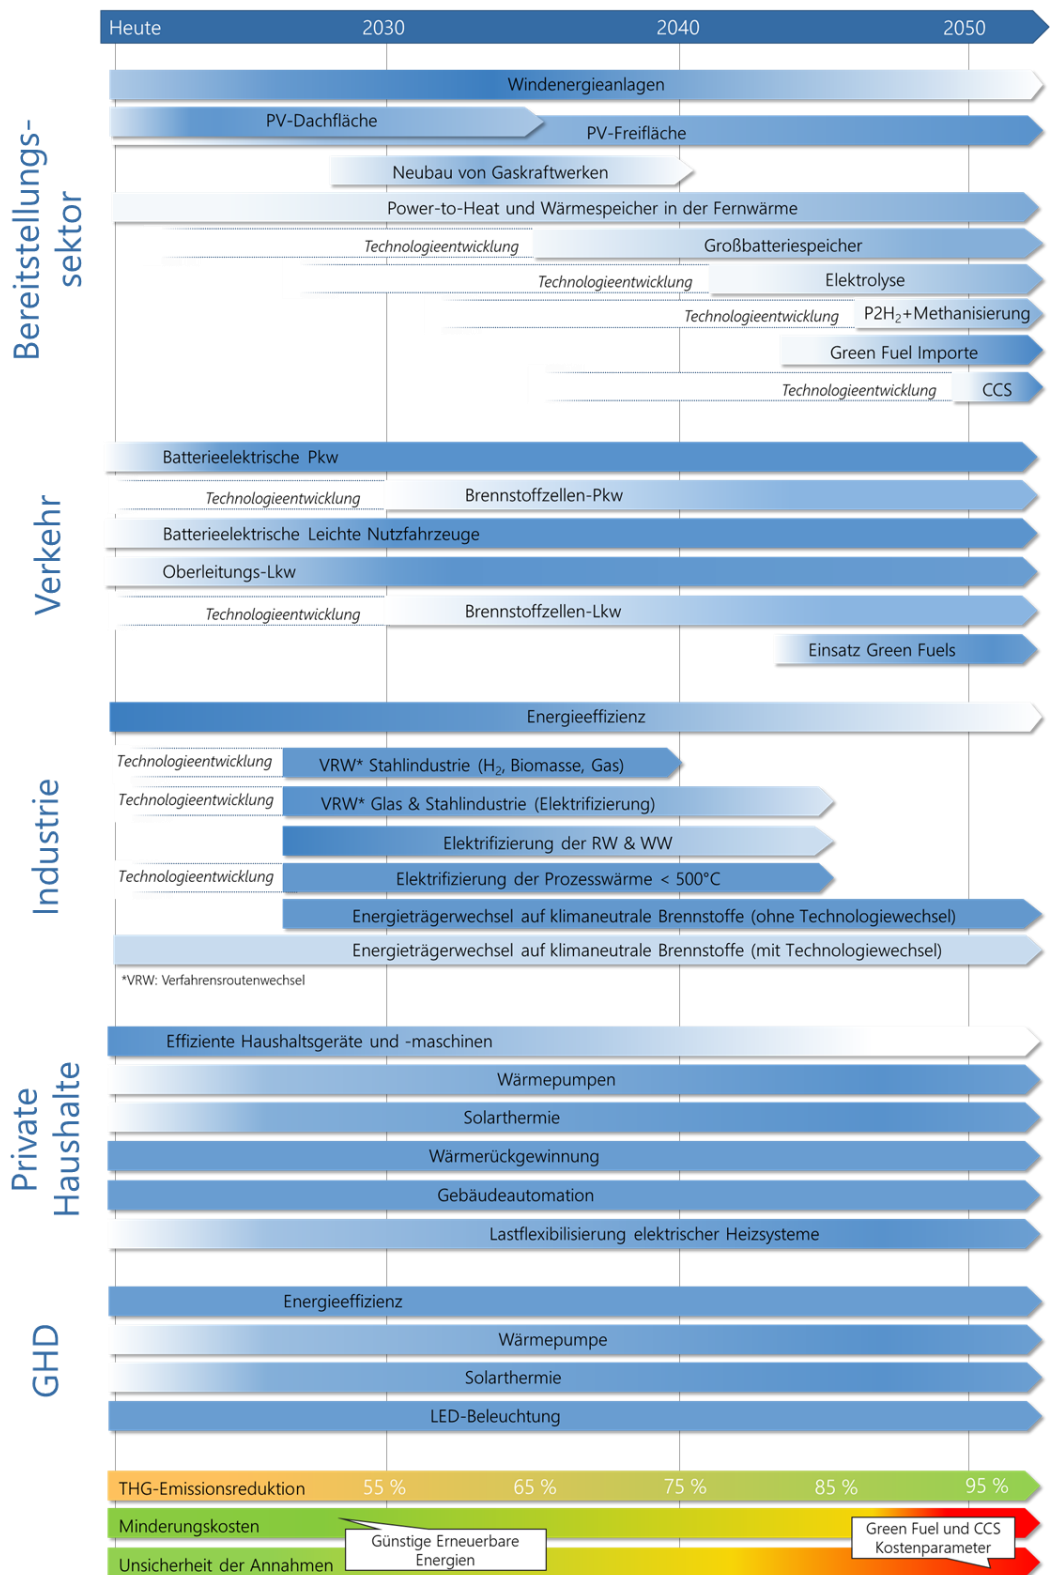 Heute 2030 2040 2050
Bereitstellungs-
sektor
Windenergieanlagen
PV-Dachfläche
PV-Freifläche
Neubau von Gaskraftwerken
Power-to-Heat und Wärmespeicher in der Fernwärme
Technologieentwicklung Großbatteriespeicher
Technologieentwicklung Elektrolyse
Technologieentwicklung P2H₂+Methanisierung
Green Fuel Importe
Technologieentwicklung CCS
Verkehr
Batterieelektrische Pkw
Technologieentwicklung Brennstoffzellen-Pkw
Batterieelektrische Leichte Nutzfahrzeuge
Oberleitungs-Lkw
Technologieentwicklung Brennstoffzellen-Lkw
Einsatz Green Fuels
Industrie
Energieeffizienz
Technologieentwicklung VRW* Stahlindustrie (H₂, Biomasse, Gas)
Technologieentwicklung VRW* Glas & Stahlindustrie (Elektrifizierung)
Elektrifizierung der RW & WW
Technologieentwicklung Elektrifizierung der Prozesswärme < 500°C
Energieträgerwechsel auf klimaneutrale Brennstoffe (ohne Technologiewechsel)
Energieträgerwechsel auf klimaneutrale Brennstoffe (mit Technologiewechsel)
*VRW: Verfahrensroutenwechsel
Private
Haushalte
Effiziente Haushaltsgeräte und -maschinen
Wärmepumpen
Solarthermie
Wärmerückgewinnung
Gebäudeautomation
Lastflexibilisierung elektrischer Heizsysteme
GHD
Energieeffizienz
Wärmepumpe
Solarthermie
LED-Beleuchtung
THG-Emissionsreduktion 55 % 65 % 75 % 85 % 95 %
Minderungskosten
Günstige Erneuerbare
Energien
Green Fuel und CCS
Kostenparameter
Unsicherheit der Annahmen